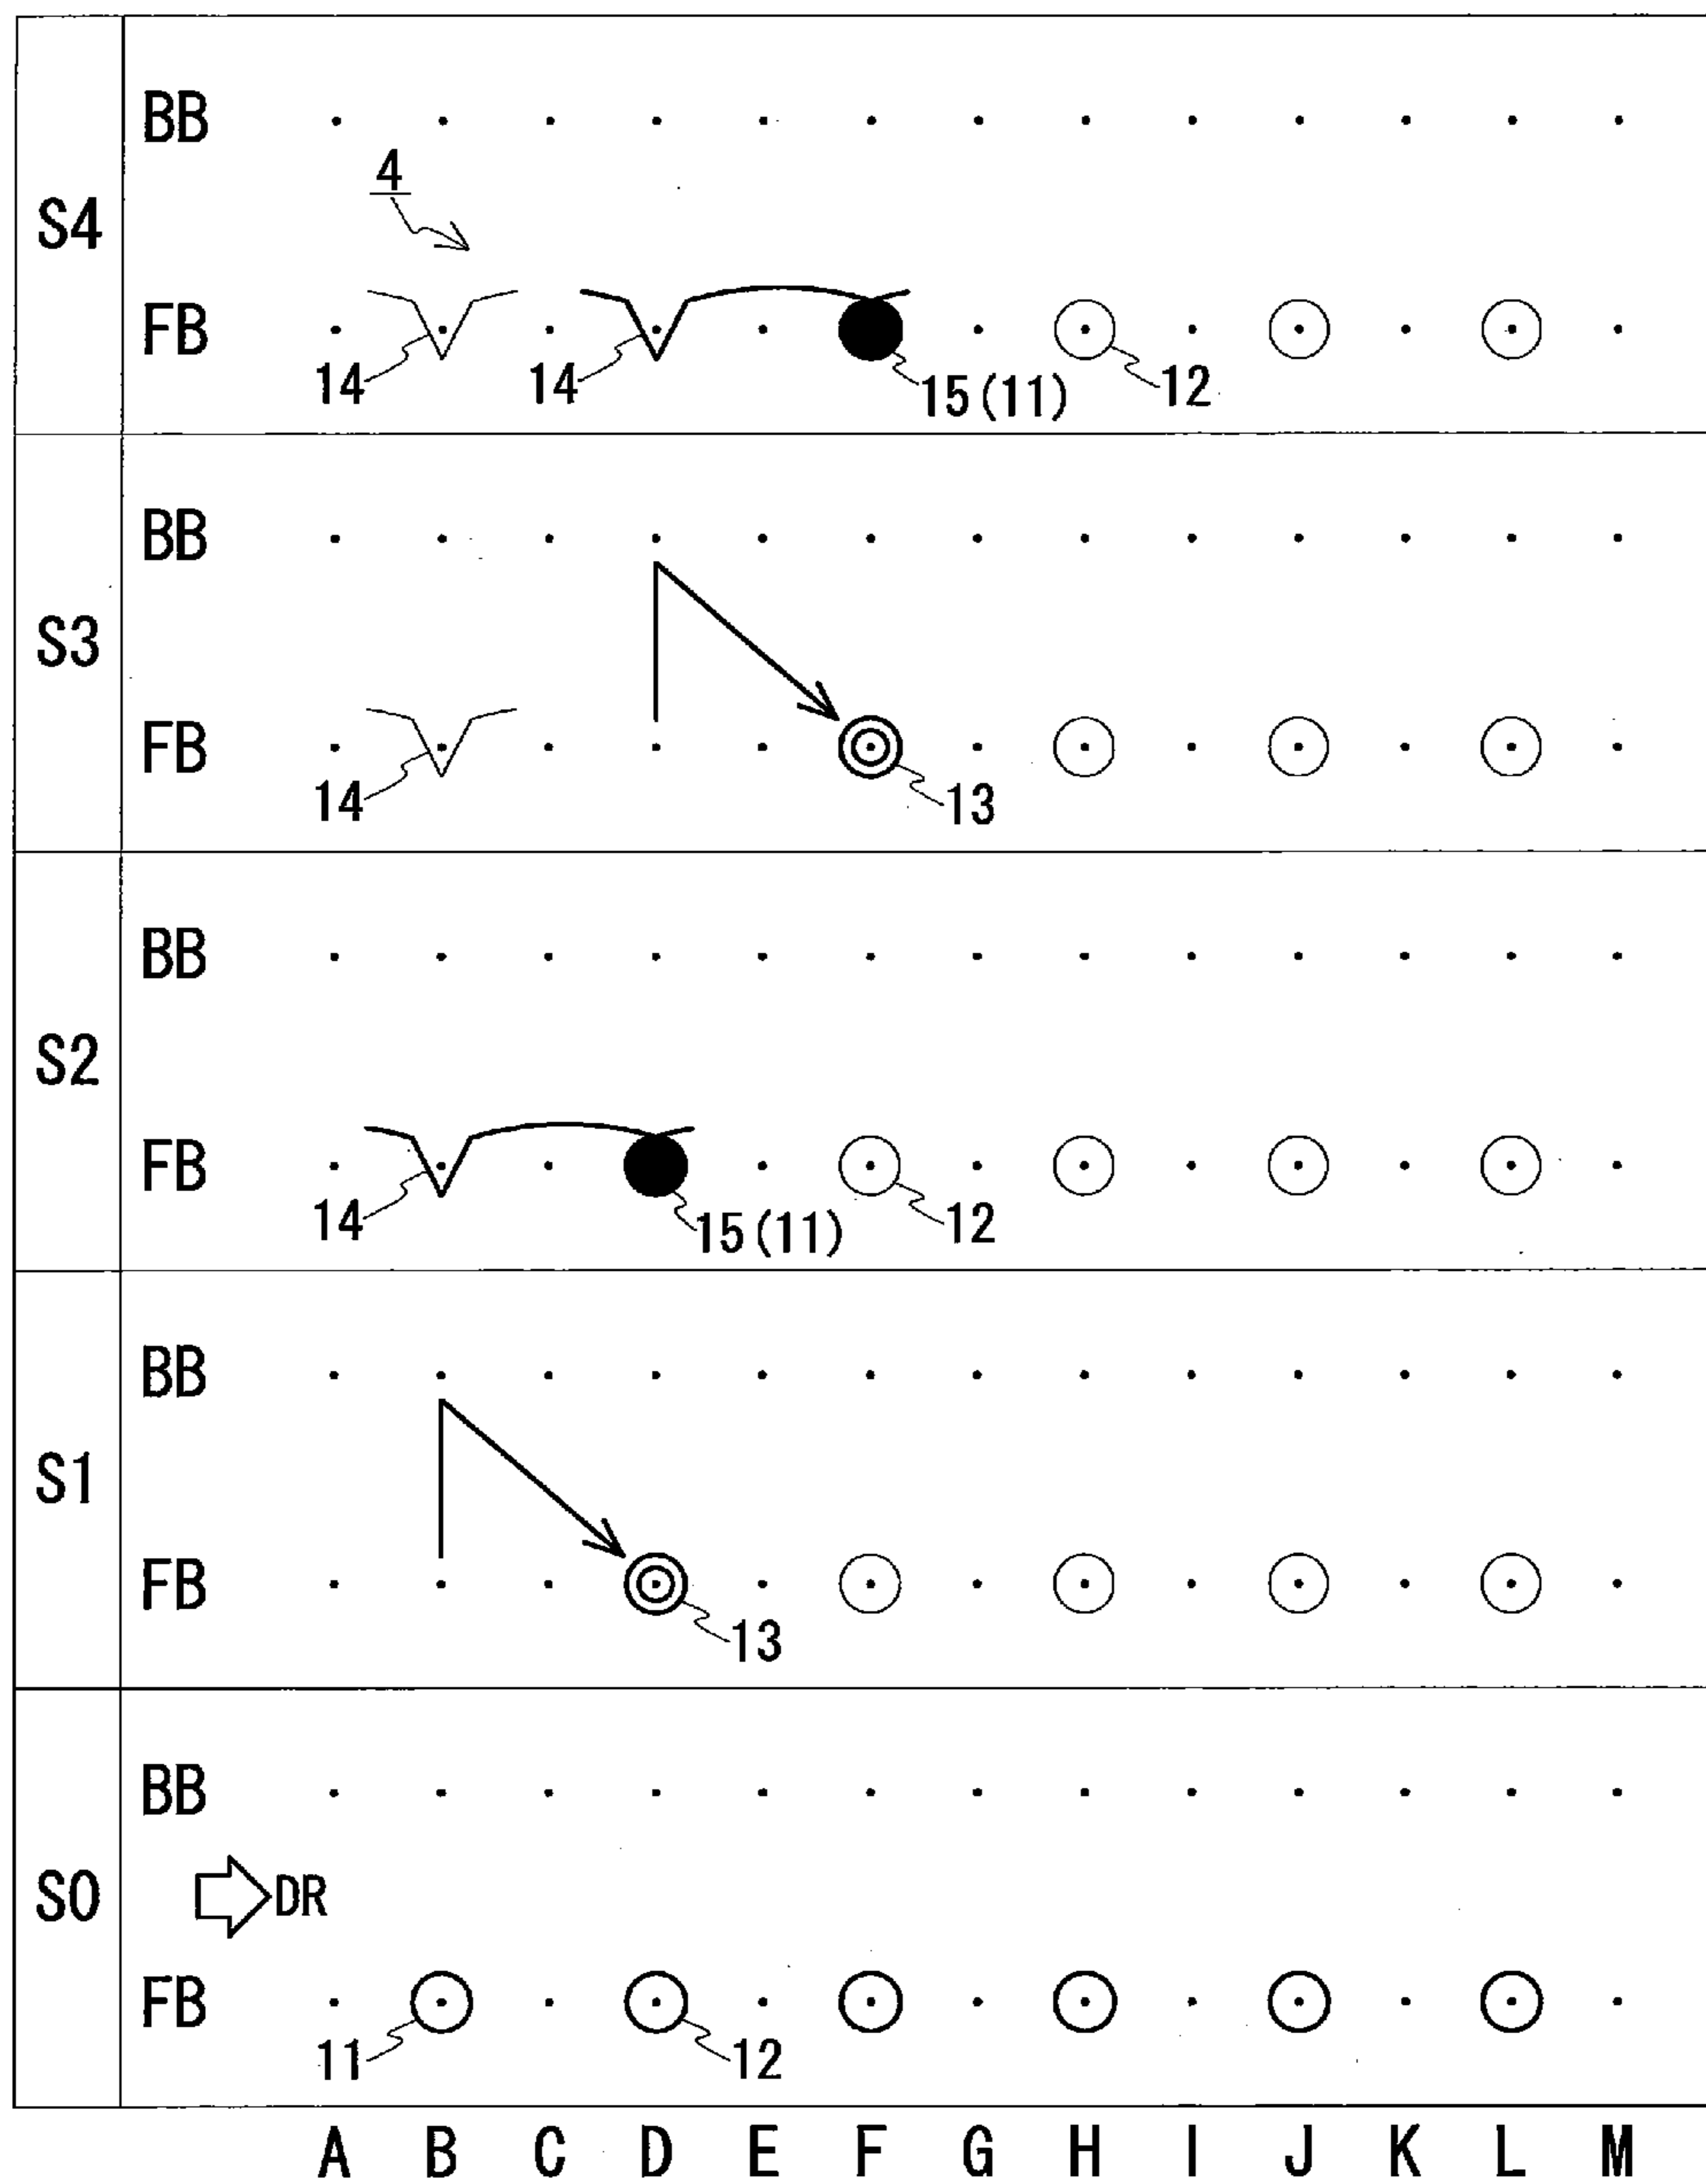 BB
4
S4
FB
14 14 15(11) 12
BB
S3
FB
14 13
BB
S2
FB
14 15(11) 12
BB
S1
FB
13
BB
S0 DR
FB
11 12
A B C D E F G H I J K L M